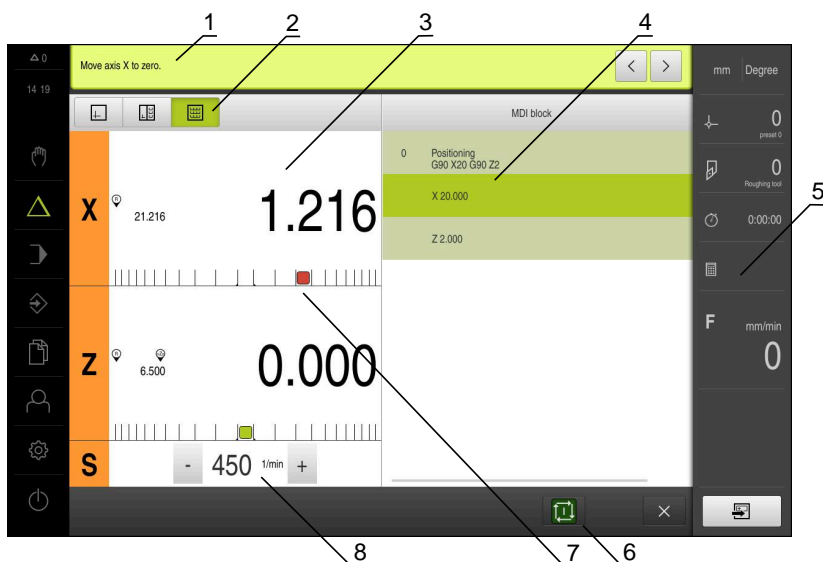 1
2
3
4
0
14 19
Move axis X to zero.
< >
mm Degree
MDI block
0
preset 0
0 Positioning
G90 X20 G90 Z2
0
Roughing tool
X 20.000
5
X
R
21.216
1.216
0:00:00
Z 2.000
F mm/min
0
Z
R
6.500
0.000
S
- 450 1/min +
8
7
6